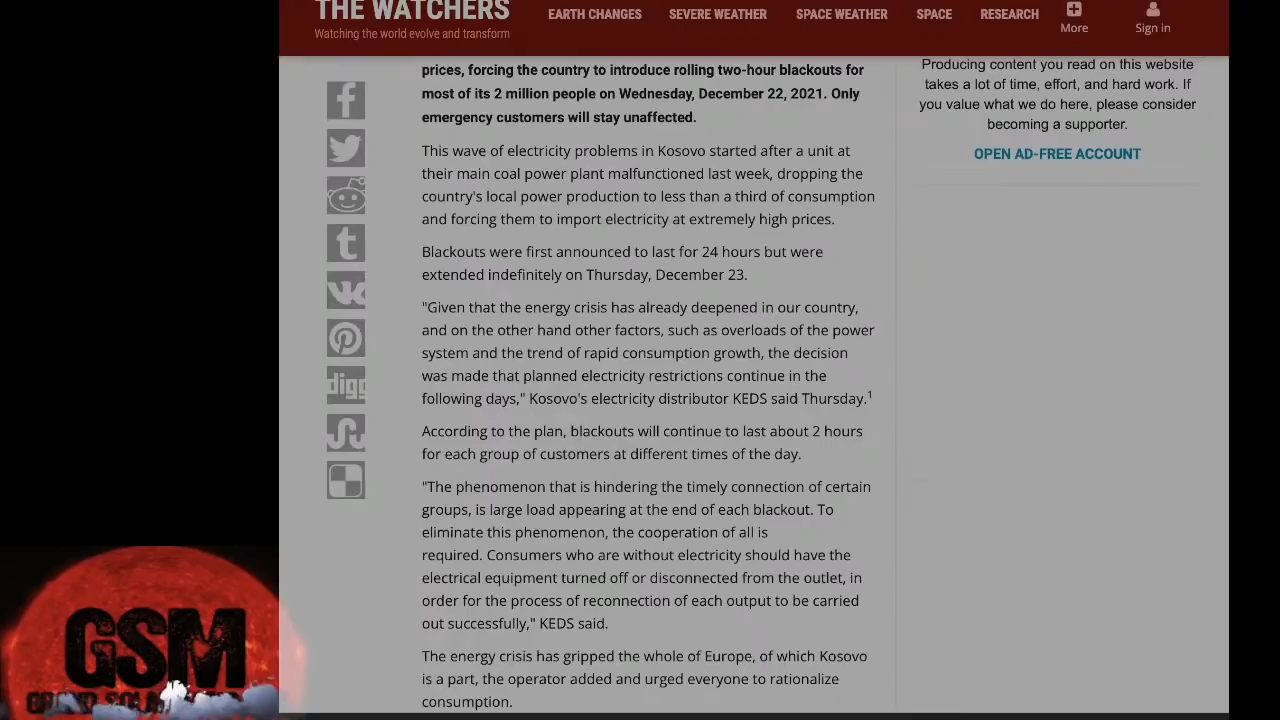 THE WATCHERS
Watching the world evolve and transform
EARTH CHANGES
SEVERE WEATHER
SPACE WEATHER
SPACE
RESEARCH
More
Sign in
prices, forcing the country to introduce rolling two-hour blackouts for
most of its 2 million people on Wednesday, December 22, 2021. Only
emergency customers will stay unaffected.
This wave of electricity problems in Kosovo started after a unit at
their main coal power plant malfunctioned last week, dropping the
country's local power production to less than a third of consumption
and forcing them to import electricity at extremely high prices.
Blackouts were first announced to last for 24 hours but were
extended indefinitely on Thursday, December 23.
"Given that the energy crisis has already deepened in our country,
and on the other hand other factors, such as overloads of the power
system and the trend of rapid consumption growth, the decision
was made that planned electricity restrictions continue in the
following days," Kosovo's electricity distributor KEDS said Thursday.1
According to the plan, blackouts will continue to last about 2 hours
for each group of customers at different times of the day.
"The phenomenon that is hindering the timely connection of certain
groups, is large load appearing at the end of each blackout. To
eliminate this phenomenon, the cooperation of all is
required. Consumers who are without electricity should have the
electrical equipment turned off or disconnected from the outlet, in
order for the process of reconnection of each output to be carried
out successfully," KEDS said.
The energy crisis has gripped the whole of Europe, of which Kosovo
is a part, the operator added and urged everyone to rationalize
consumption.
Producing content you read on this website
takes a lot of time, effort, and hard work. If
you value what we do here, please consider
becoming a supporter.
OPEN AD-FREE ACCOUNT
digg
GSM